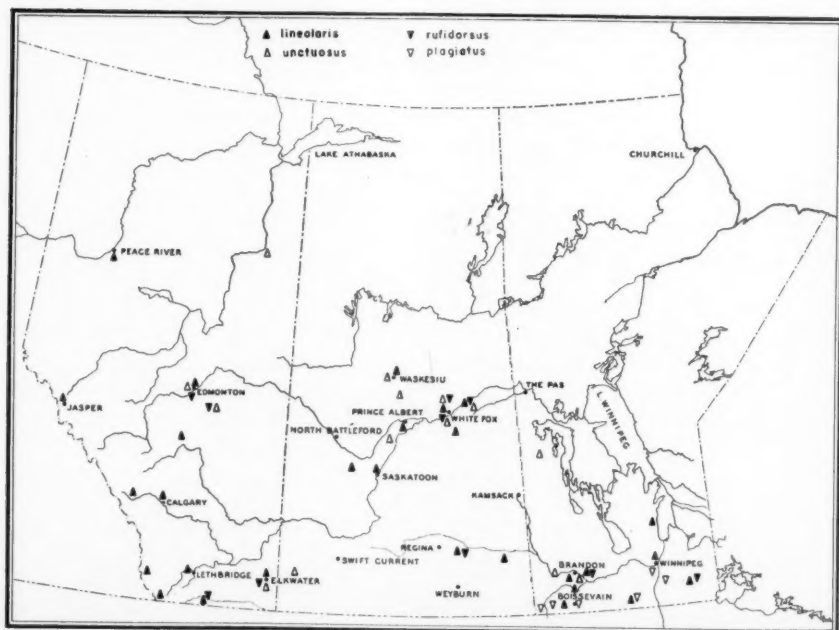 lineolaris rufidorsus
unctuosus plagiatus
LAKE ATHABASKA
CHURCHILL
PEACE RIVER
EDMONTON
JASPER
WASKESIU
THE PAS
PRINCE ALBERT
WHITE FOX
NORTH BATTLEFORD
L. WINNIPEG
SASKATOON
KAMSACK
CALGARY
REGINA
SWIFT CURRENT
LETHBRIDGE
ELKWATER
WEYBURN
BRANDON
WINNIPEG
BOISSEVAIN